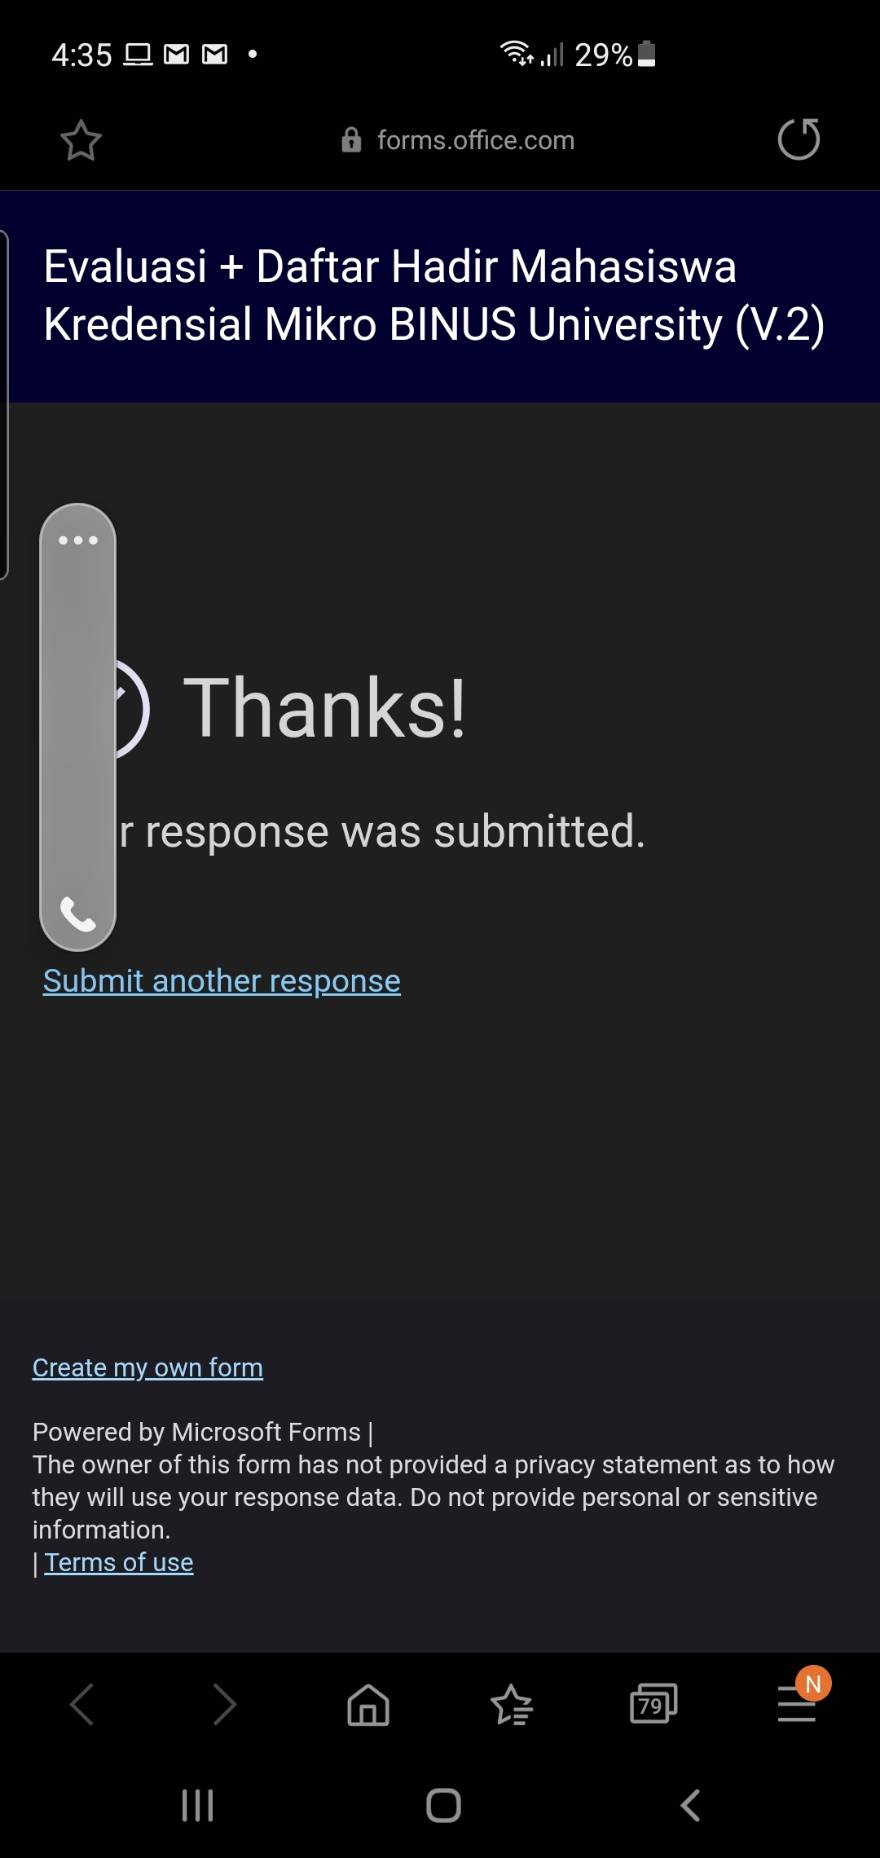 4:35
29%
forms.office.com
Evaluasi + Daftar Hadir Mahasiswa
Kredensial Mikro BINUS University (V.2)
Thanks!
r response was submitted.
Submit another response
Create my own form
Powered by Microsoft Forms |
The owner of this form has not provided a privacy statement as to how
they will use your response data. Do not provide personal or sensitive
information.
| Terms of use
79
N